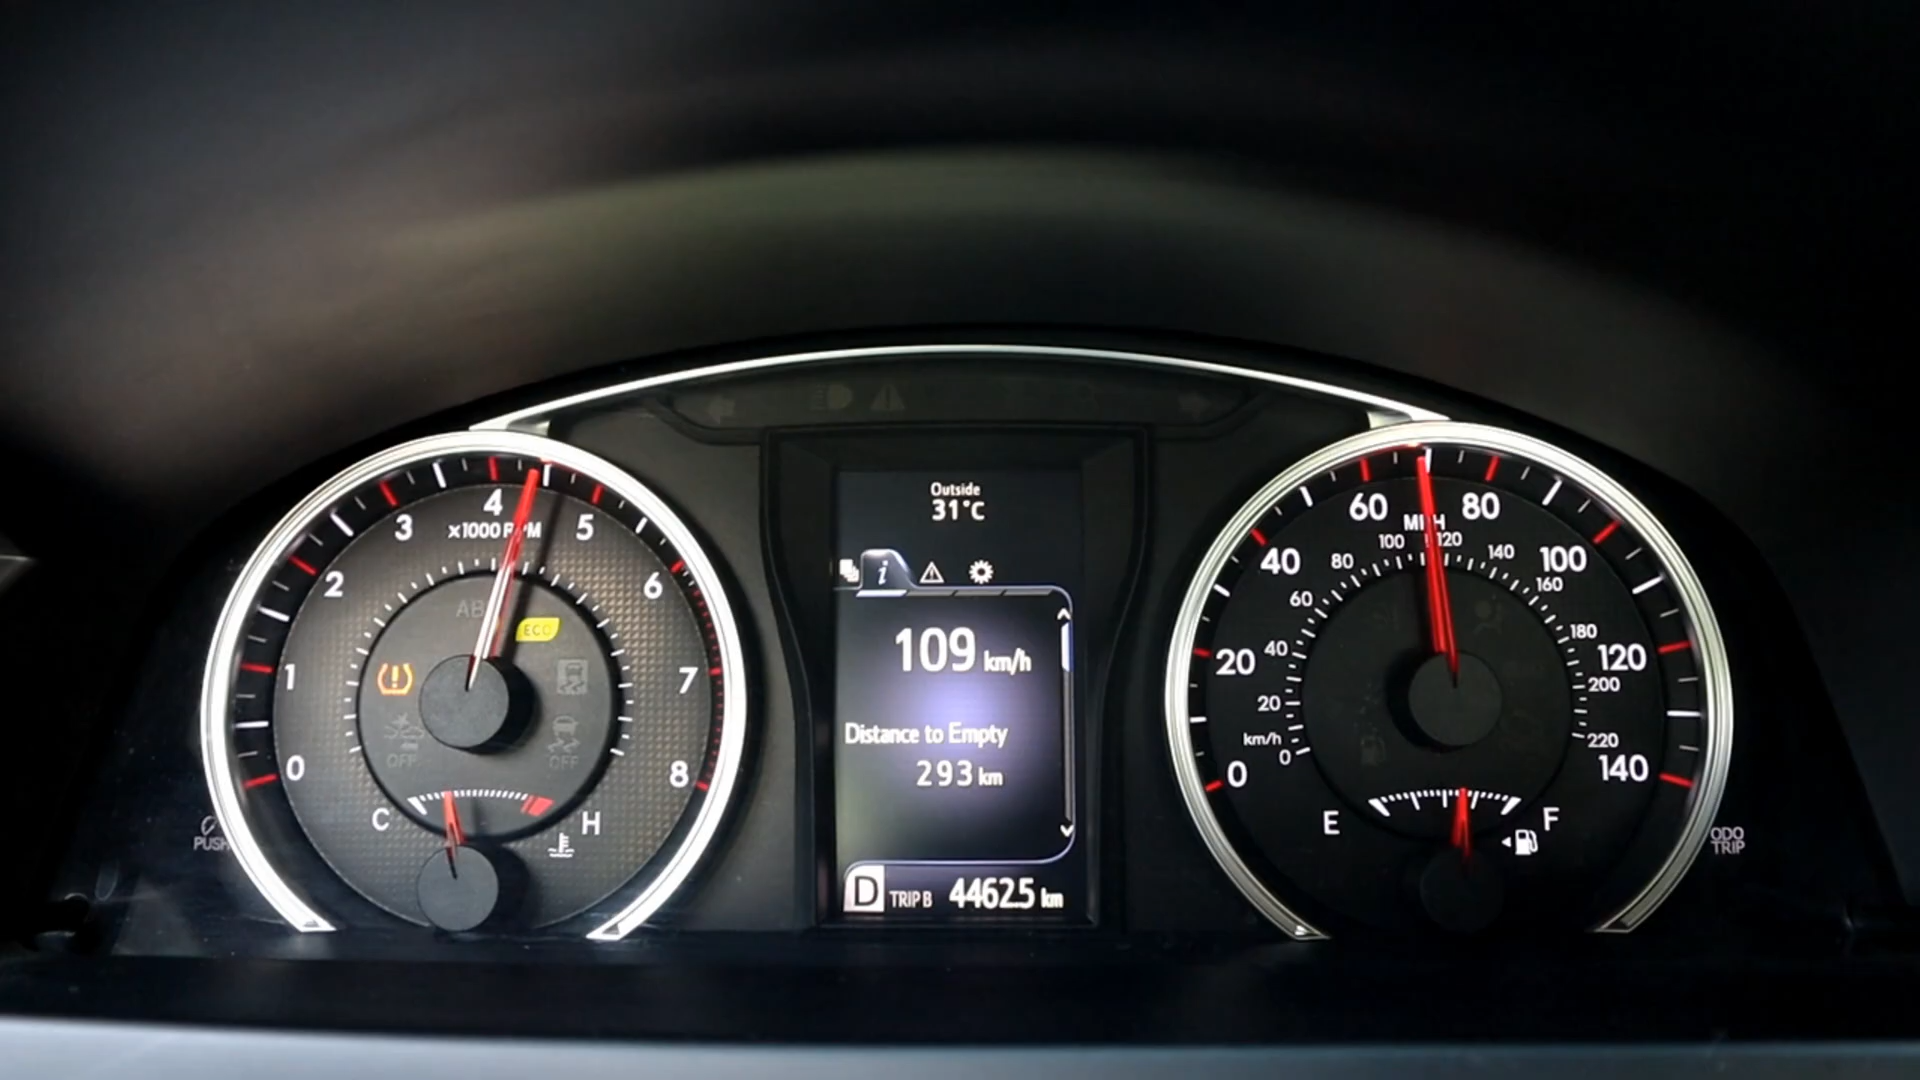 Outside
31°C
i
109 km/h
Distance to Empty
293 km
D TRIP B 4462.5 km
0
1
2
3
4
5
6
7
8
x1000 RPM
ECO
OFF
OFF
C
H
PUSH
MPH
0
20
40
60
80
100
120
140
km/h
0
20
40
60
80
100
120
140
160
180
200
220
E
F
ODO
TRIP